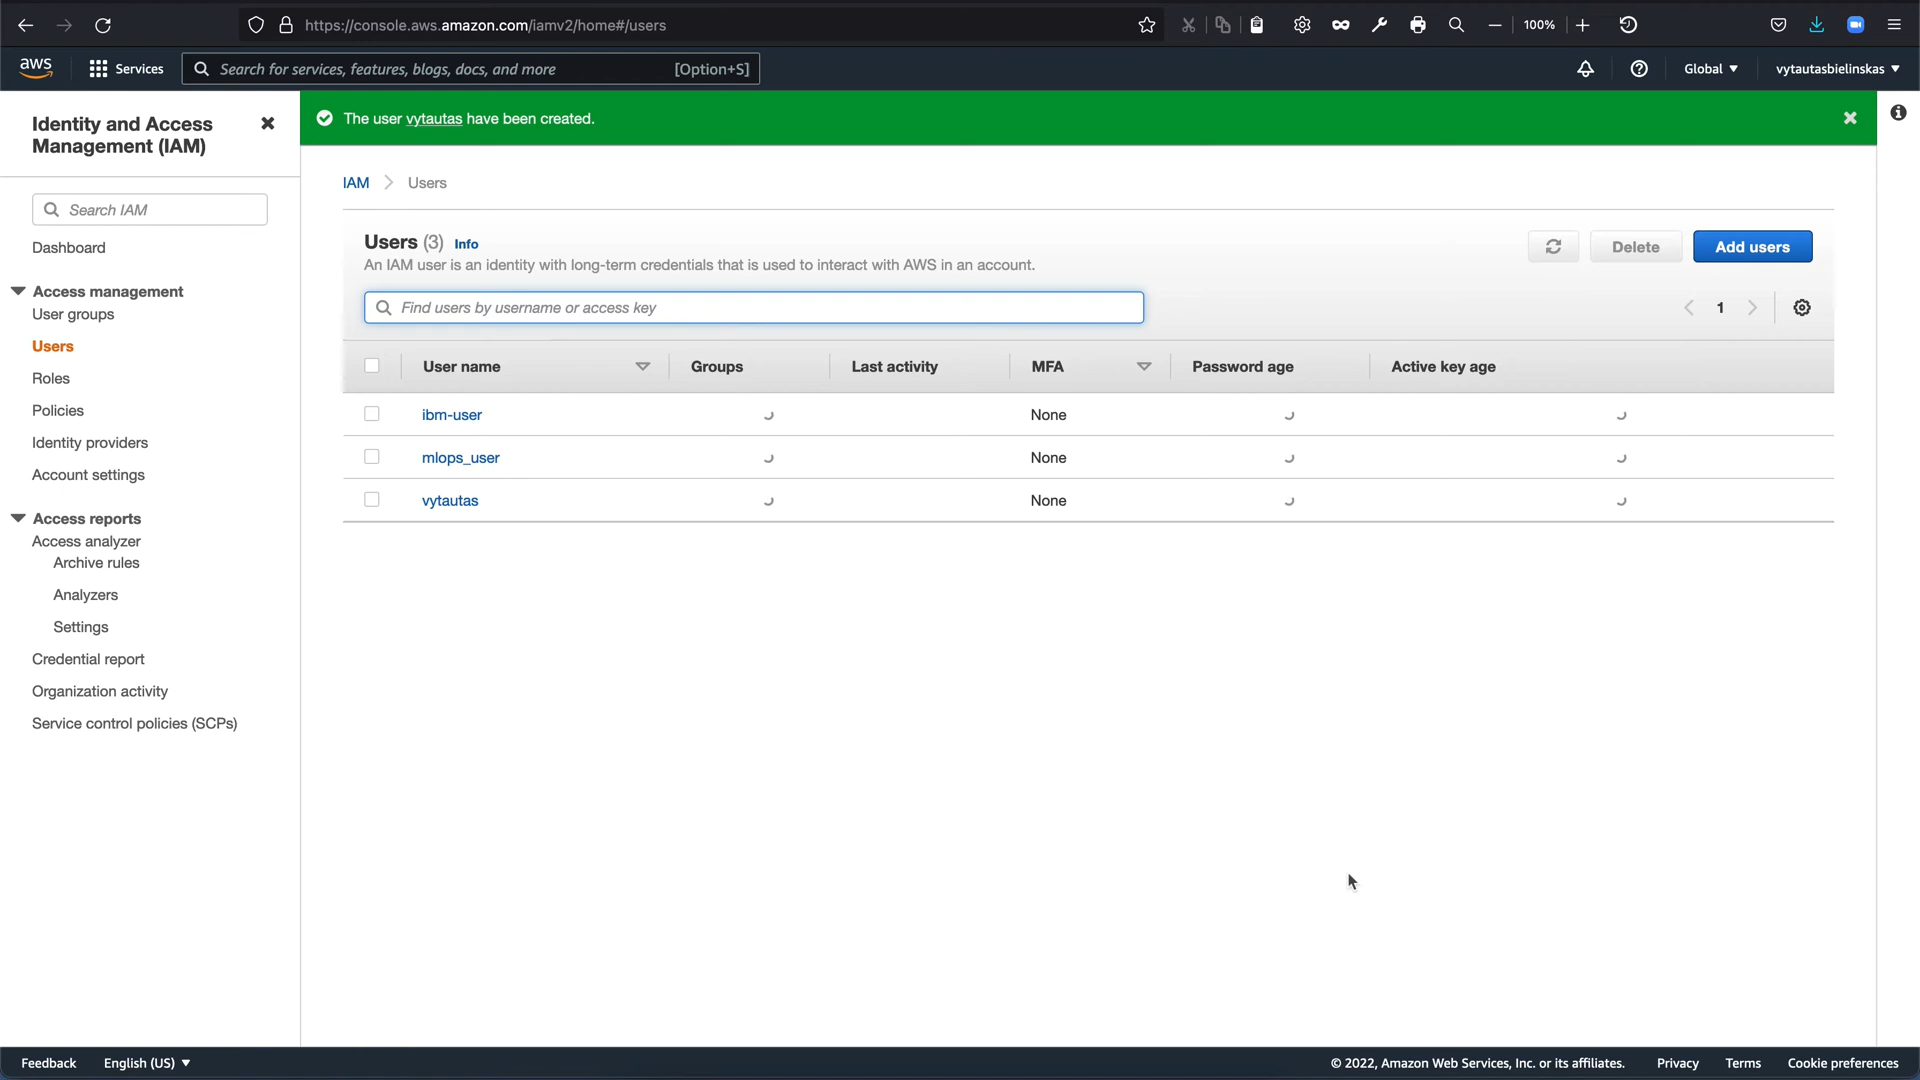 https://console.aws.amazon.com/iamv2/home#/users
100%
aws
Services
Search for services, features, blogs, docs, and more
[Option+S]
Global
vytautasbielinskas
Identity and Access Management (IAM)
Search IAM
Dashboard
Access management
User groups
Users
Roles
Policies
Identity providers
Account settings
Access reports
Access analyzer
Archive rules
Analyzers
Settings
Credential report
Organization activity
Service control policies (SCPs)
The user vytautas have been created.
IAM
Users
Users (3) Info
An IAM user is an identity with long-term credentials that is used to interact with AWS in an account.
Delete
Add users
Find users by username or access key
1
User name Groups Last activity MFA Password age Active key age
ibm-user None
mlops_user None
vytautas None
Feedback
English (US)
© 2022, Amazon Web Services, Inc. or its affiliates.
Privacy
Terms
Cookie preferences